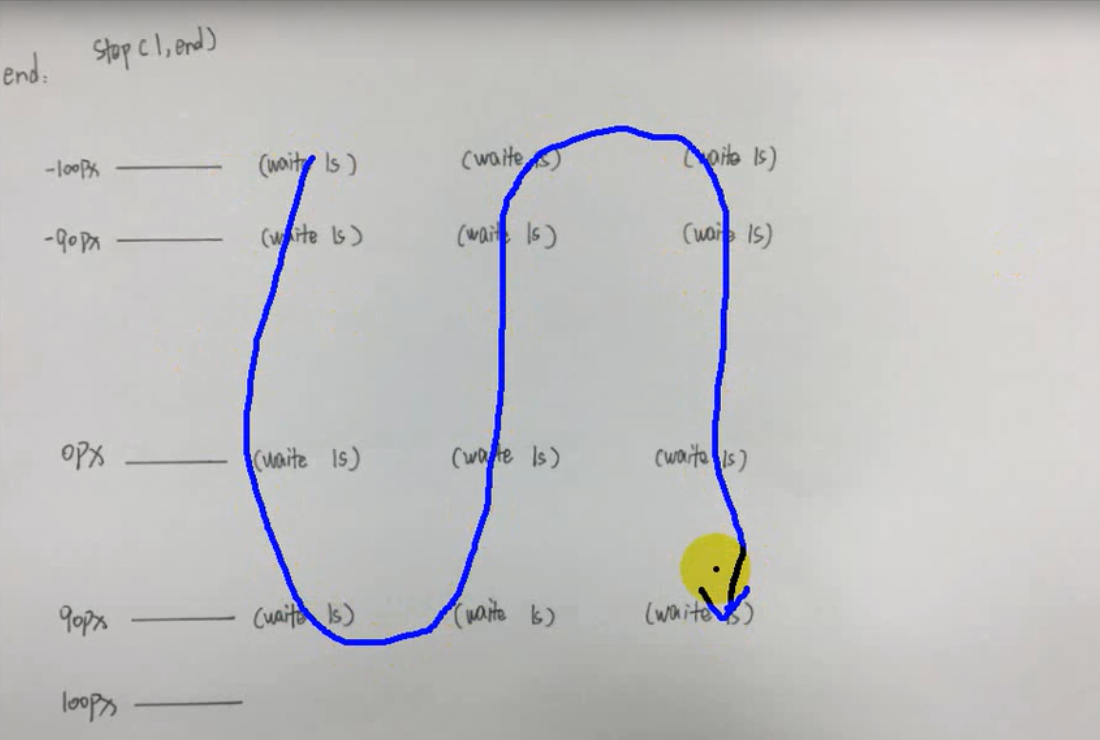 Stop (1, end)
end:
-100px (waite 1s) (waite 1s) (waite 1s)
-90px (waite 1s) (waite 1s) (waite 1s)
0px (waite 1s) (waite 1s) (waite 1s)
90px (waite 1s) (waite 1s) (waite 1s)
100px